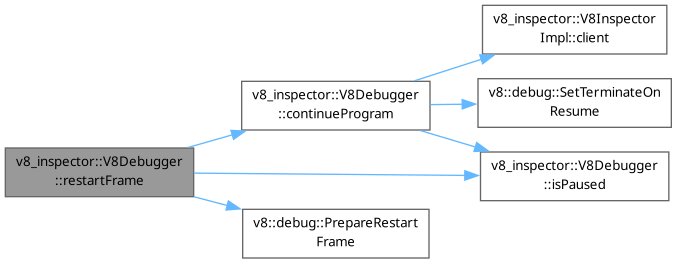 v8_inspector::V8Inspector
Impl::client
v8_inspector::V8Debugger
::continueProgram
v8::debug::SetTerminateOn
Resume
v8_inspector::V8Debugger
::restartFrame
v8_inspector::V8Debugger
::isPaused
v8::debug::PrepareRestart
Frame